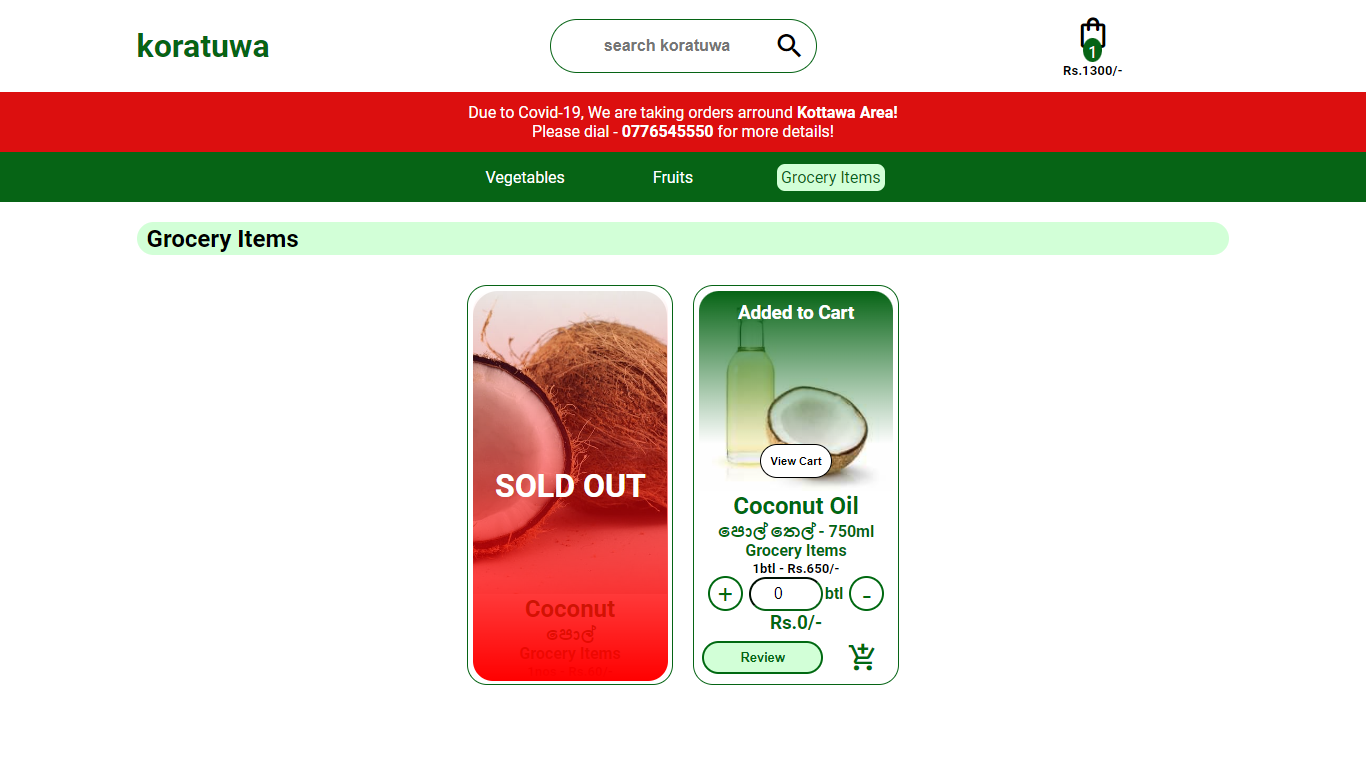 koratuwa
search koratuwa
1
Rs.1300/-
Due to Covid-19, We are taking orders arround Kottawa Area!
Please dial - 0776545550 for more details!
Vegetables
Fruits
Grocery Items
Grocery Items
SOLD OUT
Coconut
පොල්
Grocery Items
Added to Cart
View Cart
Coconut Oil
පොල් තෙල් - 750ml
Grocery Items
1btl - Rs.650/-
+
0
btl
-
Rs.0/-
Review